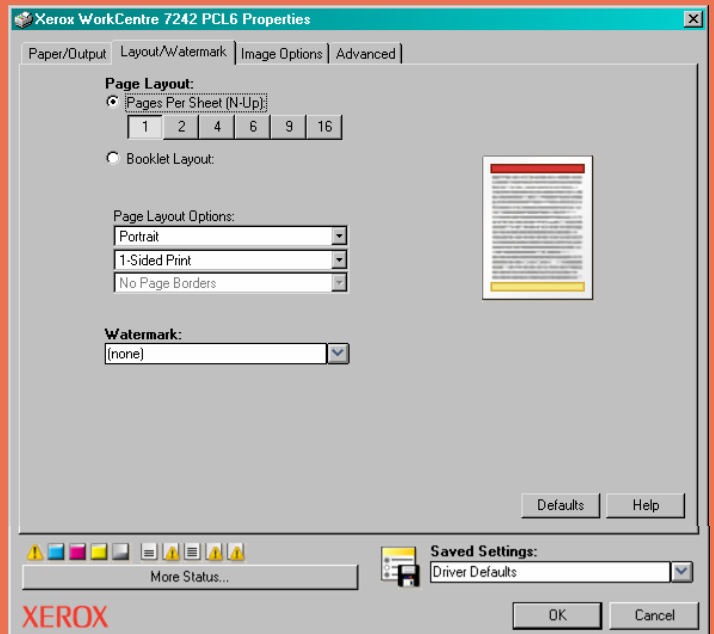 Xerox WorkCentre 7242 PCL6 Properties
Paper/Output Layout/Watermark Image Options Advanced
Page Layout:
Pages Per Sheet (N-Up):
1 2 4 6 9 16
Booklet Layout:
Page Layout Options:
Portrait
1-Sided Print
No Page Borders
Watermark:
(none)
Defaults Help
More Status...
Saved Settings:
Driver Defaults
XEROX
OK Cancel